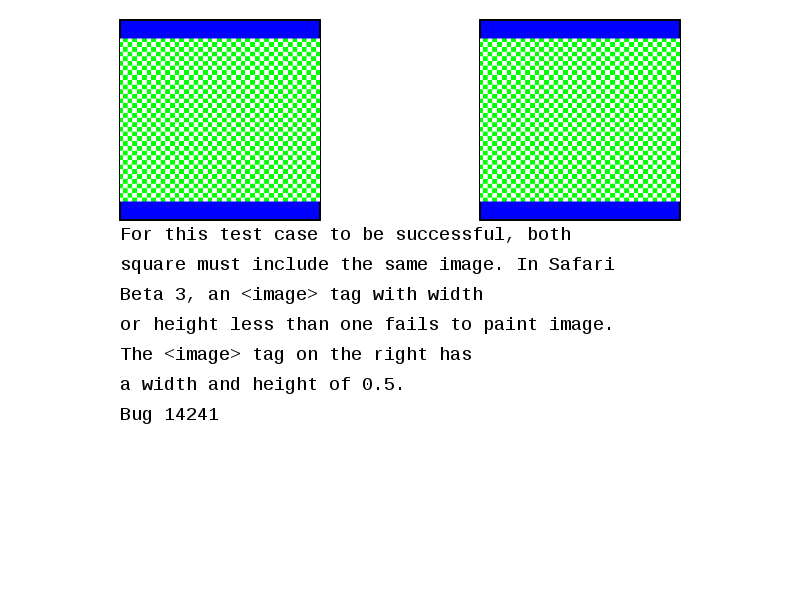 For this test case to be successful, both
square must include the same image. In Safari
Beta 3, an <image> tag with width
or height less than one fails to paint image.
The <image> tag on the right has
a width and height of 0.5.
Bug 14241